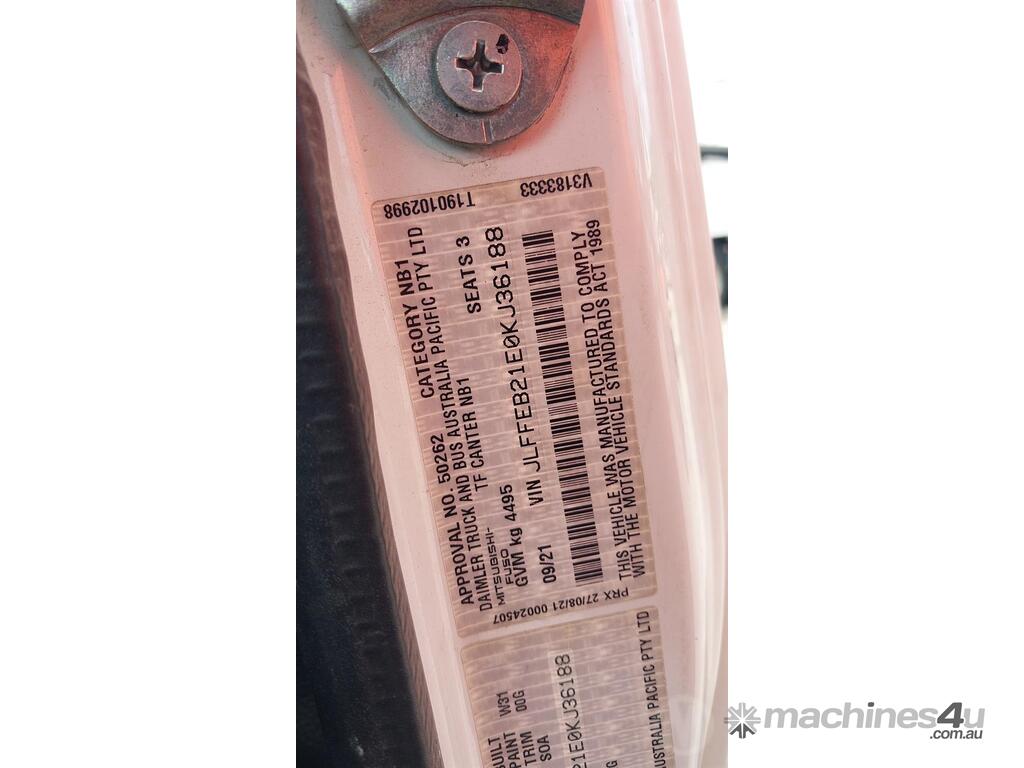 T190102998 V3183333
APPROVAL NO. 50262 CATEGORY NB1
DAIMLER TRUCK AND BUS AUSTRALIA PACIFIC PTY LTD
MITSUBISHI-FUSO TF CANTER NB1
GVM kg 4495 SEATS 3
VIN JLFFEB21E0KJ36188
09/21
THIS VEHICLE WAS MANUFACTURED TO COMPLY
WITH THE MOTOR VEHICLE STANDARDS ACT 1989
PRX 27/08/21 00024507
W31
PAINT 00G
TRIM
SOA
21E0KJ36188
AUSTRALIA PACIFIC PTY LTD
machines4u
.com.au